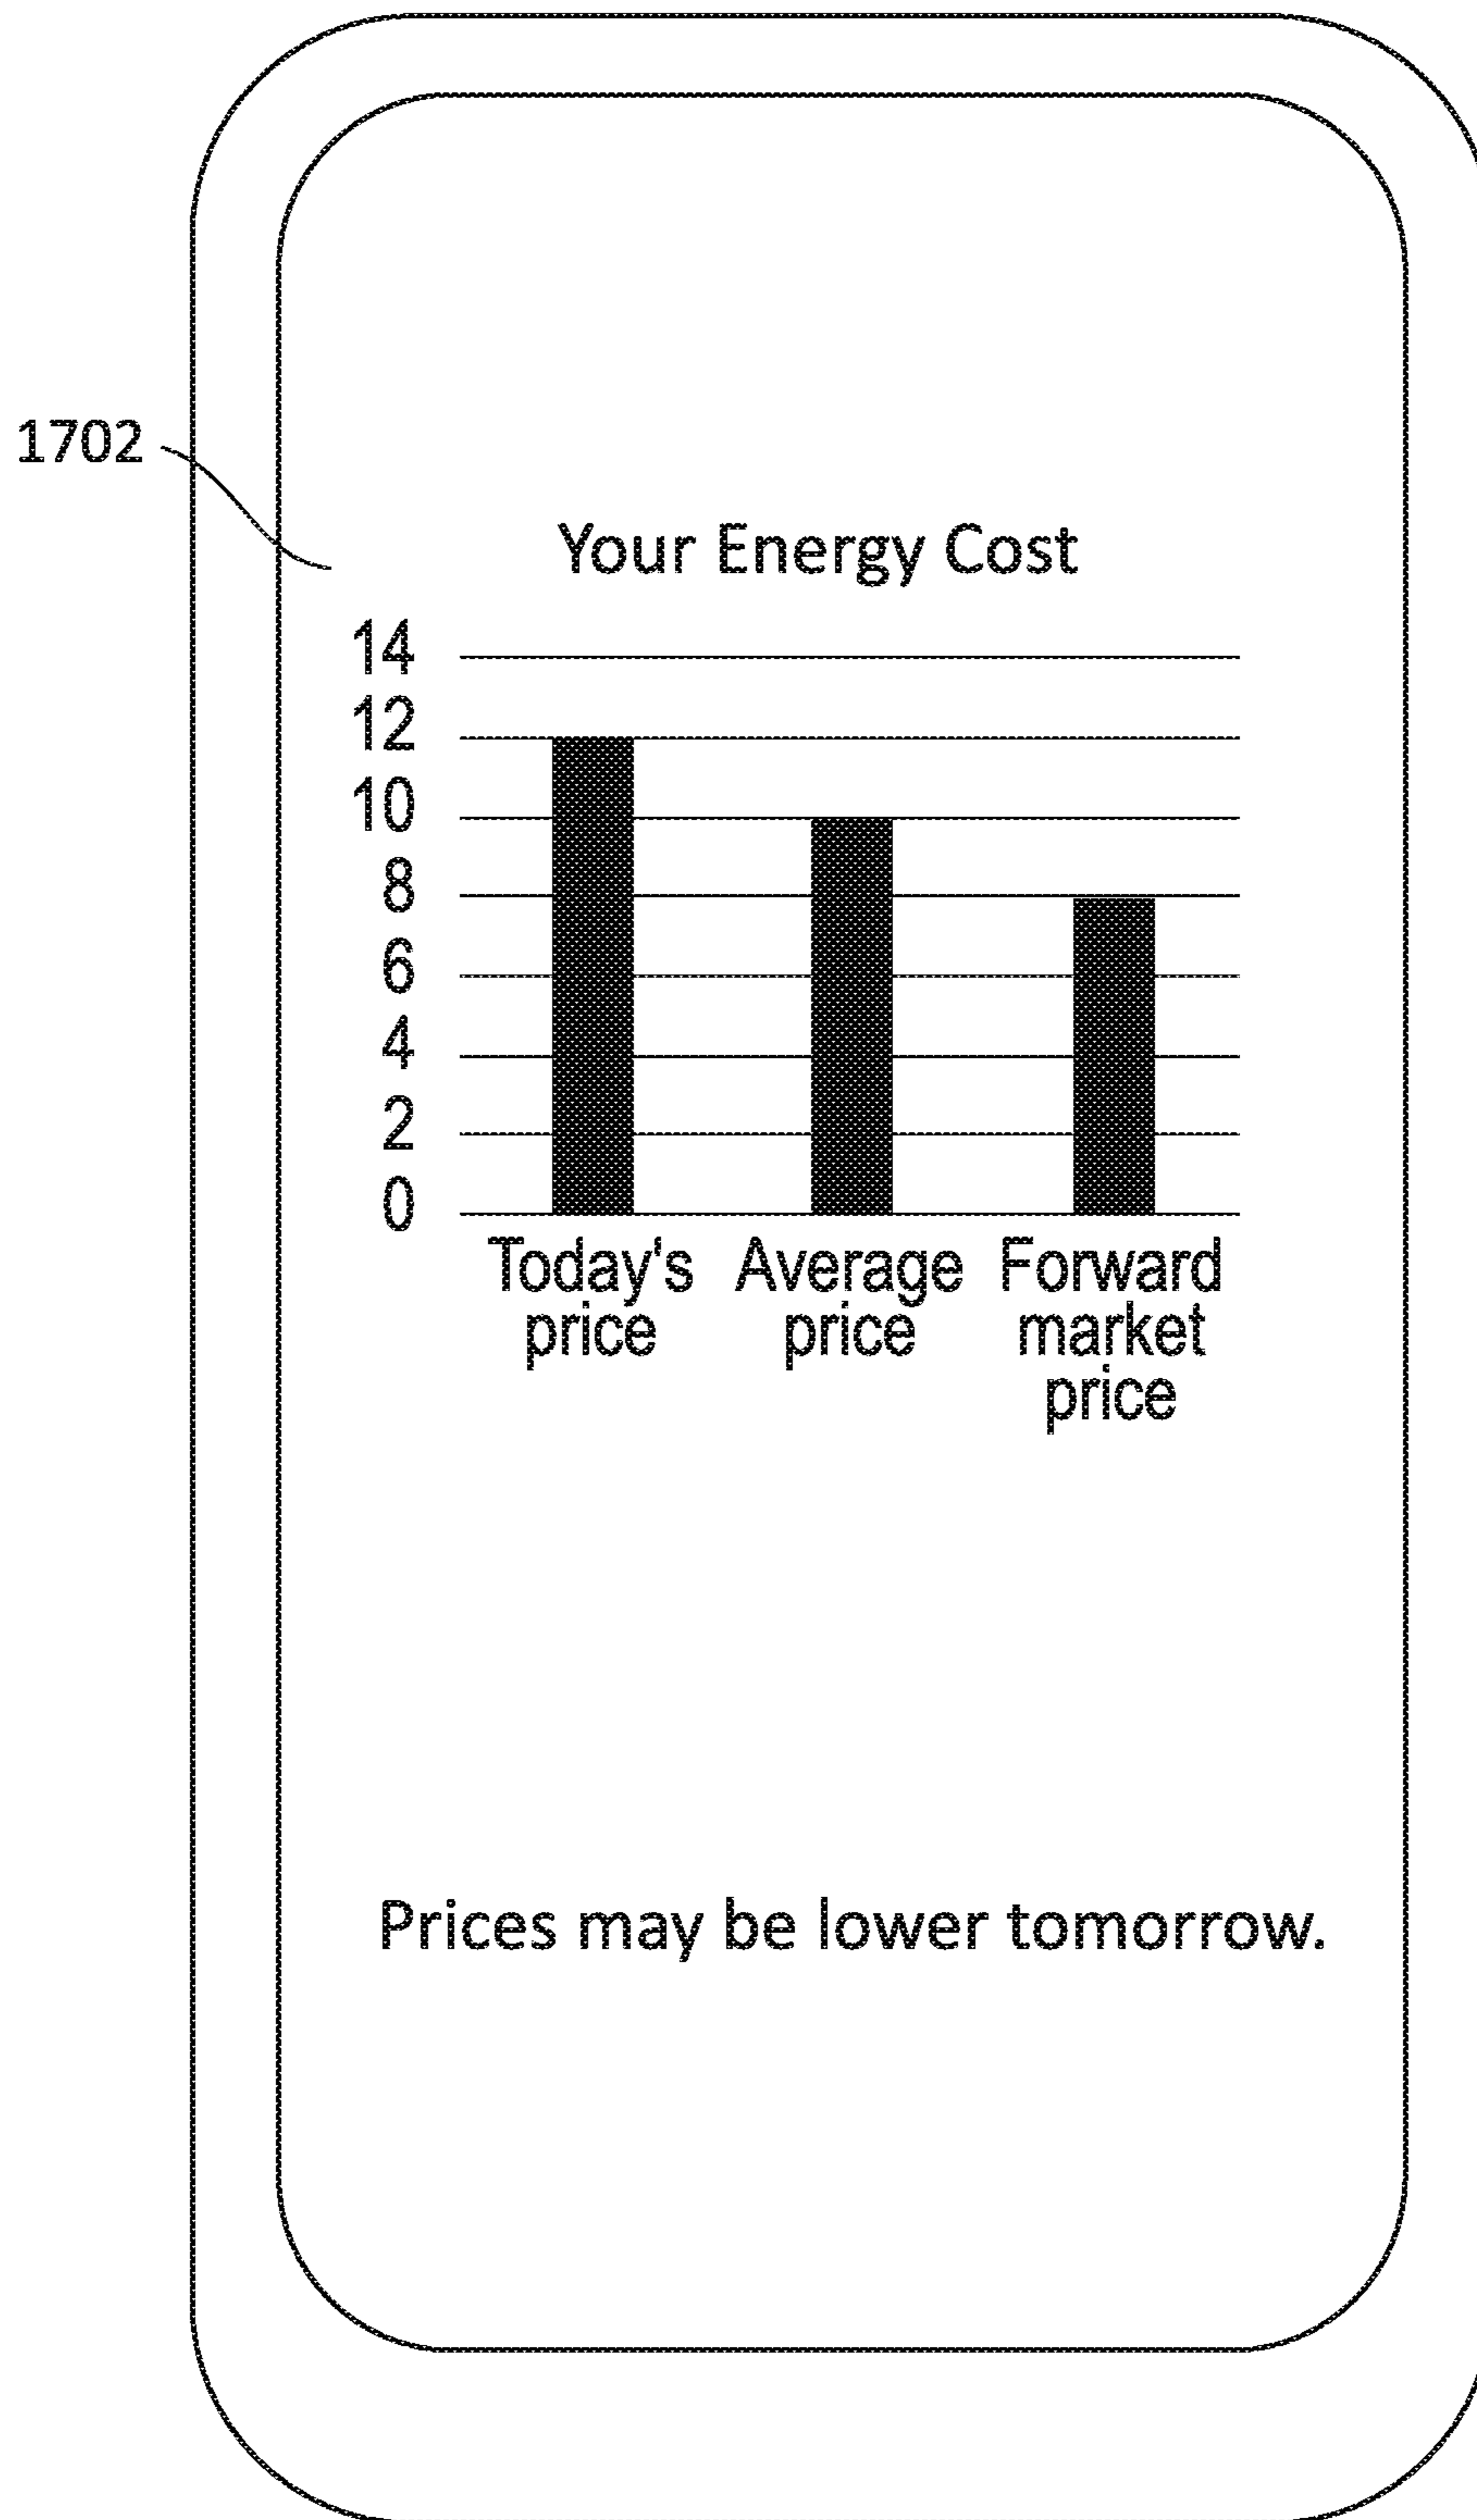 1702
Your Energy Cost
14
12
10
8
6
4
2
0
Today's Average Forward
price price market
price
Prices may be lower tomorrow.